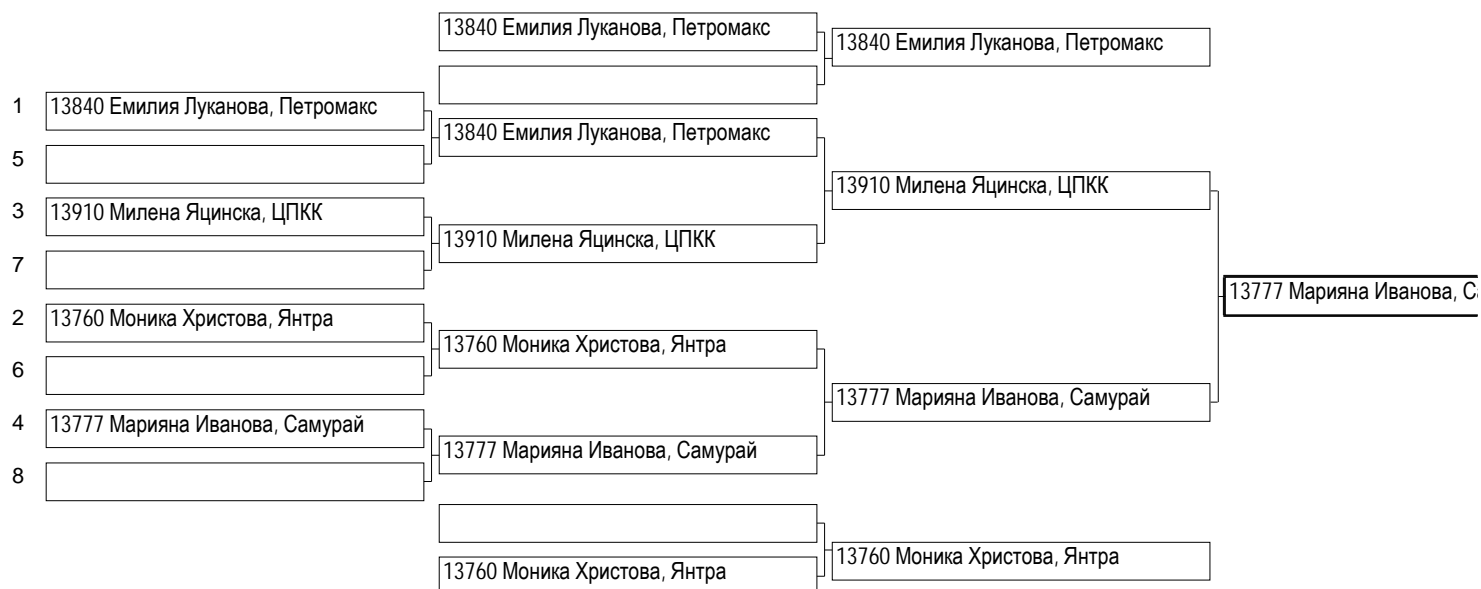 13840 Емилия Луканова, Петромакс
13840 Емилия Луканова, Петромакс
1 13840 Емилия Луканова, Петромакс
13840 Емилия Луканова, Петромакс
5
13910 Милена Яцинска, ЦПКК
3 13910 Милена Яцинска, ЦПКК
13910 Милена Яцинска, ЦПКК
7
13777 Марияна Иванова,
2 13760 Моника Христова, Янтра
13760 Моника Христова, Янтра
6
13777 Марияна Иванова, Самурай
4 13777 Марияна Иванова, Самурай
13777 Марияна Иванова, Самурай
8
13760 Моника Христова, Янтра
13760 Моника Христова, Янтра